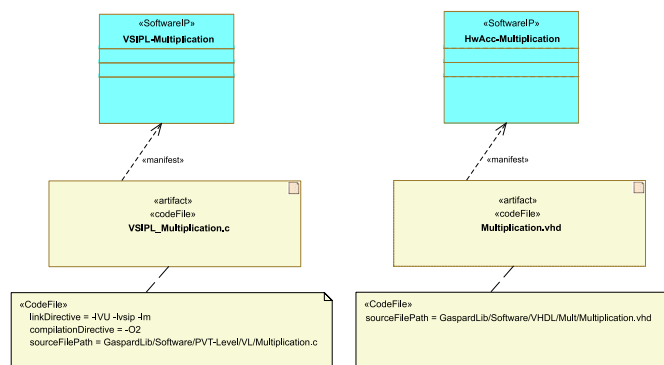 «SoftwareIP»
VSIPL-Multiplication
«manifest»
«artifact»
«codeFile»
VSIPL_Multiplication.c
«CodeFile»
linkDirective = -lVU -lvsip -lm
compilationDirective = -O2
sourceFilePath = GaspardLib/Software/PVT-Level/VL/Multiplication.c
«SoftwareIP»
HwAcc-Multiplication
«manifest»
«artifact»
«codeFile»
Multiplication.vhd
«CodeFile»
sourceFilePath = GaspardLib/Software/VHDL/Mult/Multiplication.vhd